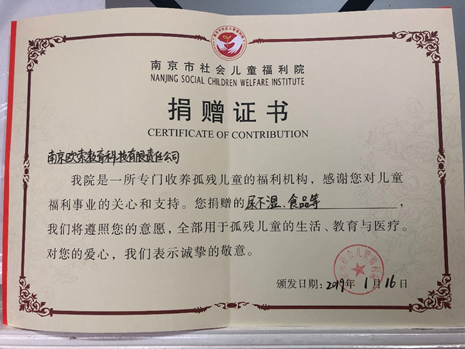 南京市社会儿童福利院
NANJING SOCIAL CHILDREN WELFARE INSTITUTE
捐赠证书
CERTIFICATE OF CONTRIBUTION
南京欧索教育科技有限责任公司
我院是一所专门收养孤残儿童的福利机构，感谢您对儿童
福利事业的关心和支持。您捐赠的尿不湿、食品等，
我们将遵照您的意愿，全部用于孤残儿童的生活、教育与医疗。
对您的爱心，我们表示诚挚的敬意。
颁发日期：2019年1月16日